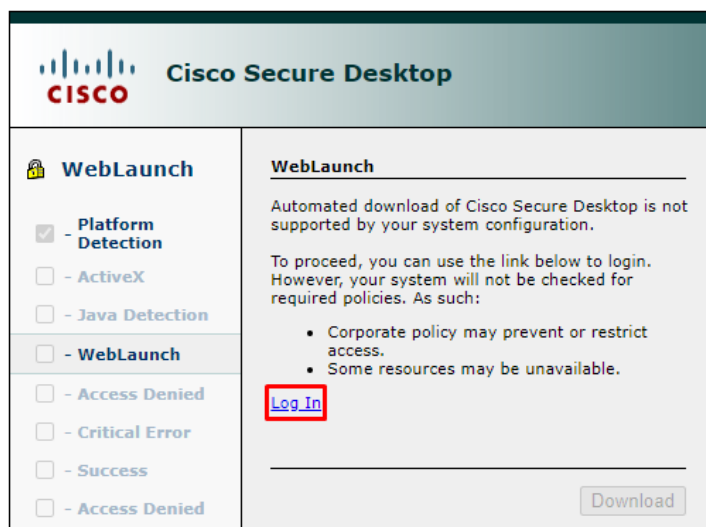 CISCO
Cisco Secure Desktop
WebLaunch
- Platform
Detection
- ActiveX
- Java Detection
- WebLaunch
- Access Denied
- Critical Error
- Success
- Access Denied
WebLaunch
Automated download of Cisco Secure Desktop is not
supported by your system configuration.
To proceed, you can use the link below to login.
However, your system will not be checked for
required policies. As such:
• Corporate policy may prevent or restrict
access.
• Some resources may be unavailable.
Log In
Download